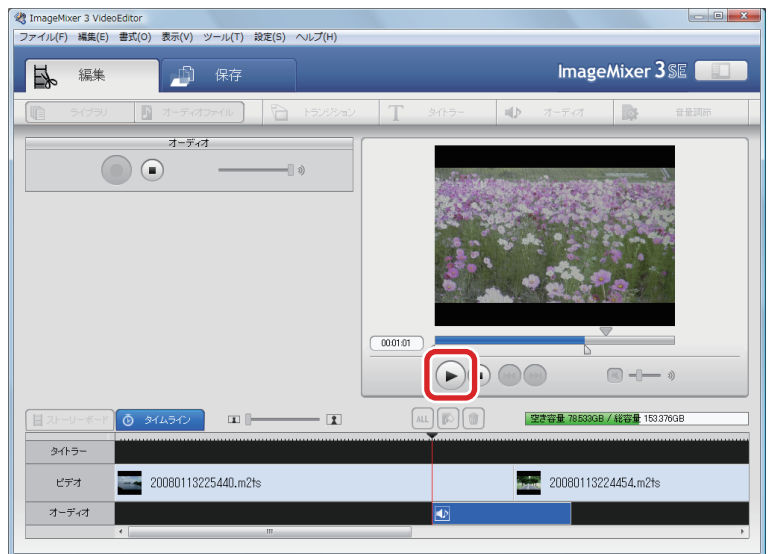 ImageMixer 3 VideoEditor
ファイル(F) 編集(E) 書式(O) 表示(V) ツール(T) 設定(S) ヘルプ(H)
編集 保存 ImageMixer 3 SE
ライブラリ オーディオファイル トランジション T タイトラー オーディオ 音量調節
オーディオ
00:01:01
ストーリーボード タイムライン ALL 空き容量 78.533GB / 総容量 153.376GB
タイトラー
ビデオ 20080113225440.m2ts 20080113224454.m2ts
オーディオ